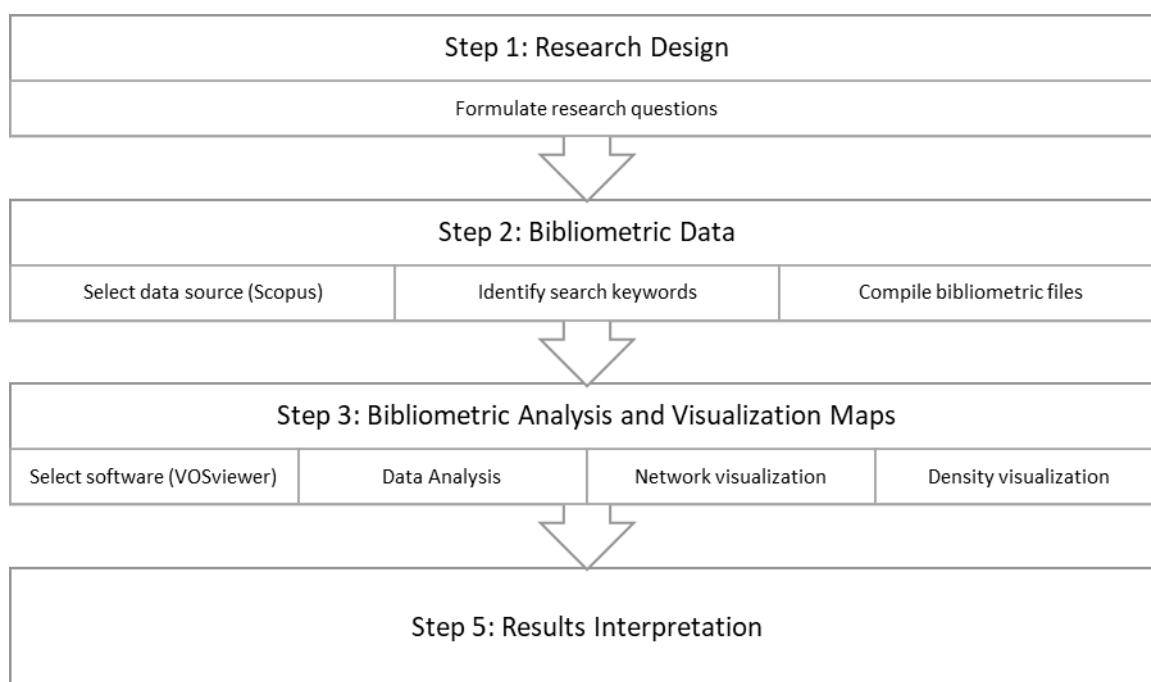 Step 1: Research Design
Formulate research questions
Step 2: Bibliometric Data
Select data source (Scopus)
Identify search keywords
Compile bibliometric files
Step 3: Bibliometric Analysis and Visualization Maps
Select software (VOSviewer)
Data Analysis
Network visualization
Density visualization
Step 5: Results Interpretation